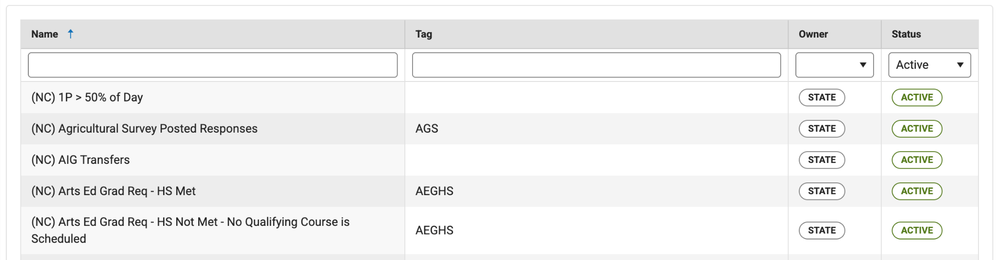 Name ↑ Tag Owner Status
Active
(NC) 1P > 50% of Day STATE ACTIVE
(NC) Agricultural Survey Posted Responses AGS STATE ACTIVE
(NC) AIG Transfers STATE ACTIVE
(NC) Arts Ed Grad Req - HS Met AEGHS STATE ACTIVE
(NC) Arts Ed Grad Req - HS Not Met - No Qualifying Course is
Scheduled AEGHS STATE ACTIVE